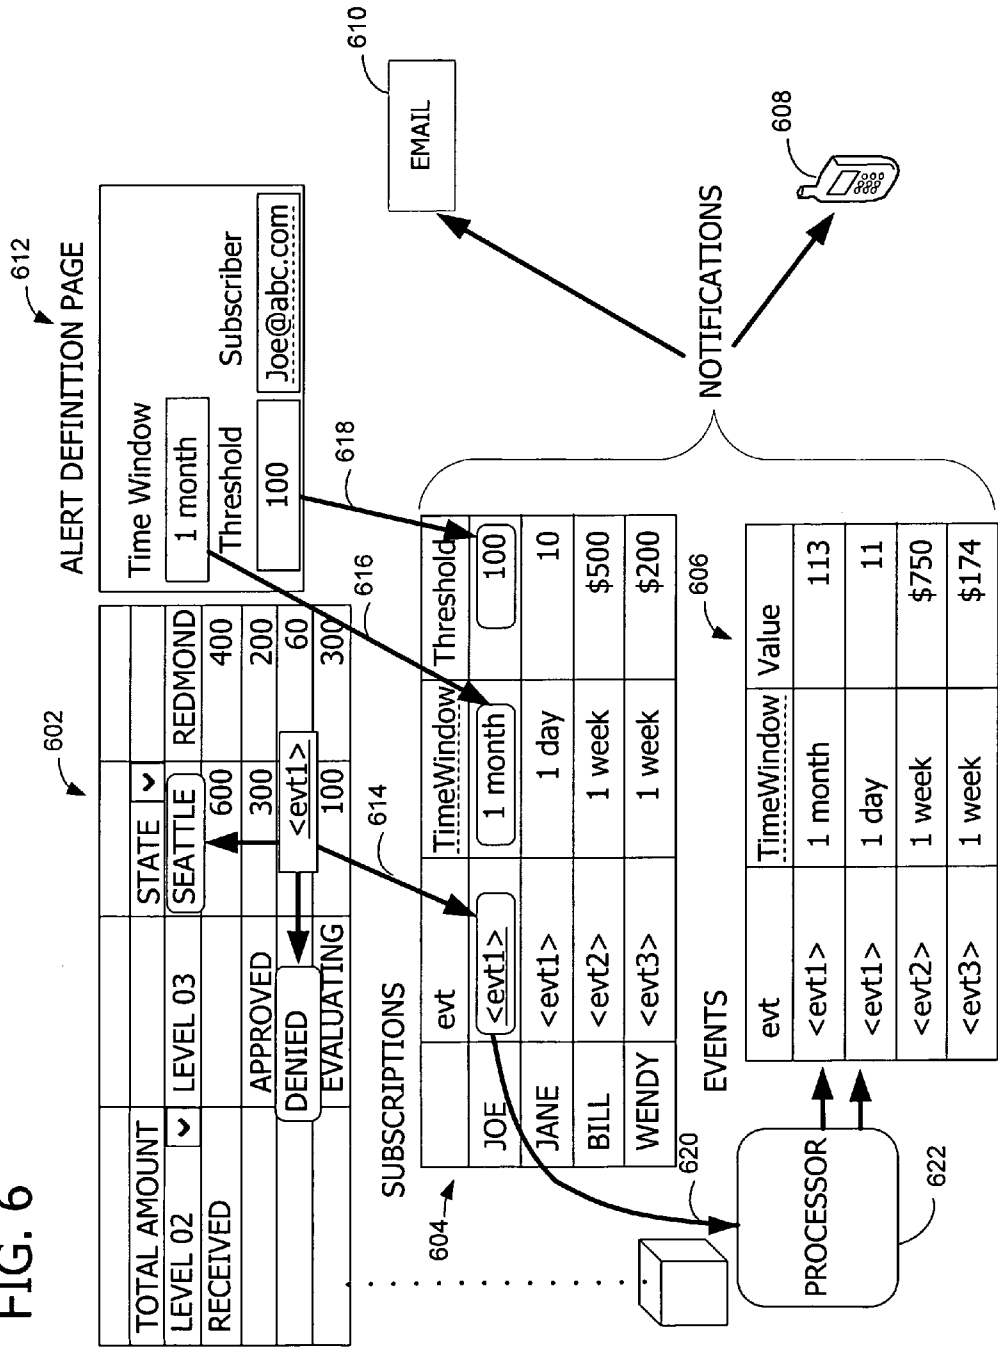 FIG. 6
602
TOTAL AMOUNT STATE
LEVEL 02 LEVEL 03 SEATTLE REDMOND
RECEIVED 600 400
APPROVED 300 200
DENIED <evt1> 60
EVALUATING 100 300
612
ALERT DEFINITION PAGE
Time Window
1 month
Threshold Subscriber
100 Joe@abc.com
614
616
618
610
EMAIL
SUBSCRIPTIONS
604
evt TimeWindow Threshold
JOE <evt1> 1 month 100
JANE <evt1> 1 day 10
BILL <evt2> 1 week $500
WENDY <evt3> 1 week $200
NOTIFICATIONS
608
620
EVENTS
606
evt TimeWindow Value
<evt1> 1 month 113
<evt1> 1 day 11
<evt2> 1 week $750
<evt3> 1 week $174
PROCESSOR
622